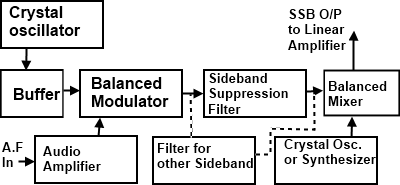 Crystal
oscillator
SSB O/P
to Linear
Amplifier
Buffer
Balanced
Modulator
Sideband
Suppression
Filter
Balanced
Mixer
A.F
In
Audio
Amplifier
Filter for
other Sideband
Crystal Osc.
or Synthesizer